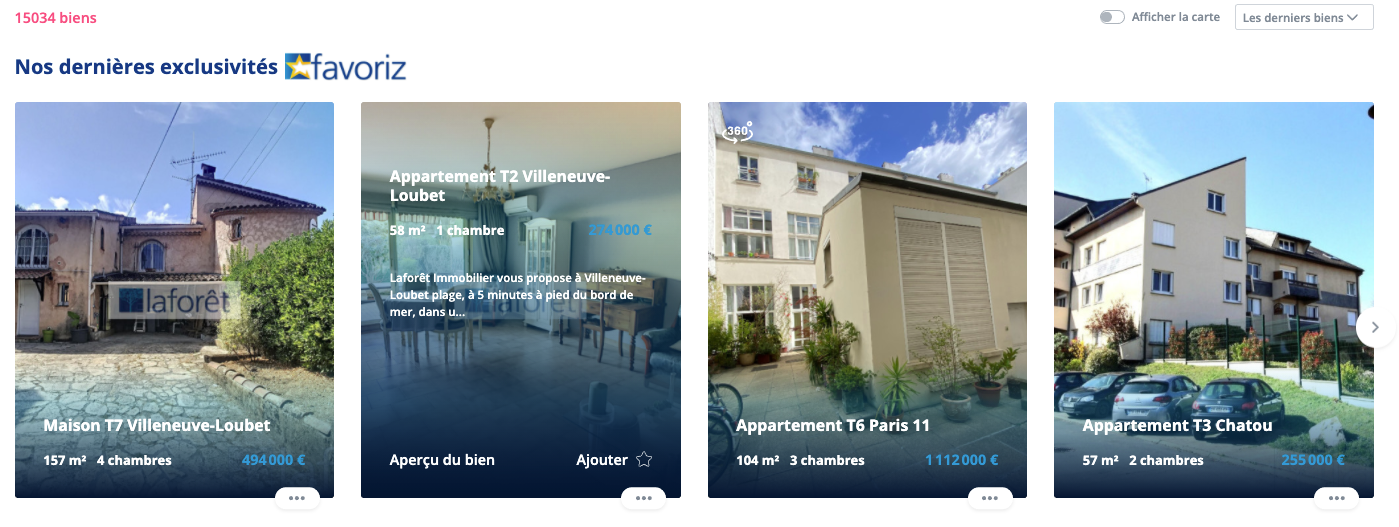 15034 biens
Afficher la carte
Les derniers biens
Nos dernières exclusivités favoriz
laforêt
Maison T7 Villeneuve-Loubet
157 m² 4 chambres 494 000 €
Appartement T2 Villeneuve-
Loubet
58 m² 1 chambre 274 000 €
Laforêt Immobilier vous propose à Villeneuve-
Loubet plage, à 5 minutes à pied du bord de
mer, dans u...
laforêt
Aperçu du bien Ajouter
360°
Appartement T6 Paris 11
104 m² 3 chambres 1 112 000 €
Appartement T3 Chatou
57 m² 2 chambres 255 000 €